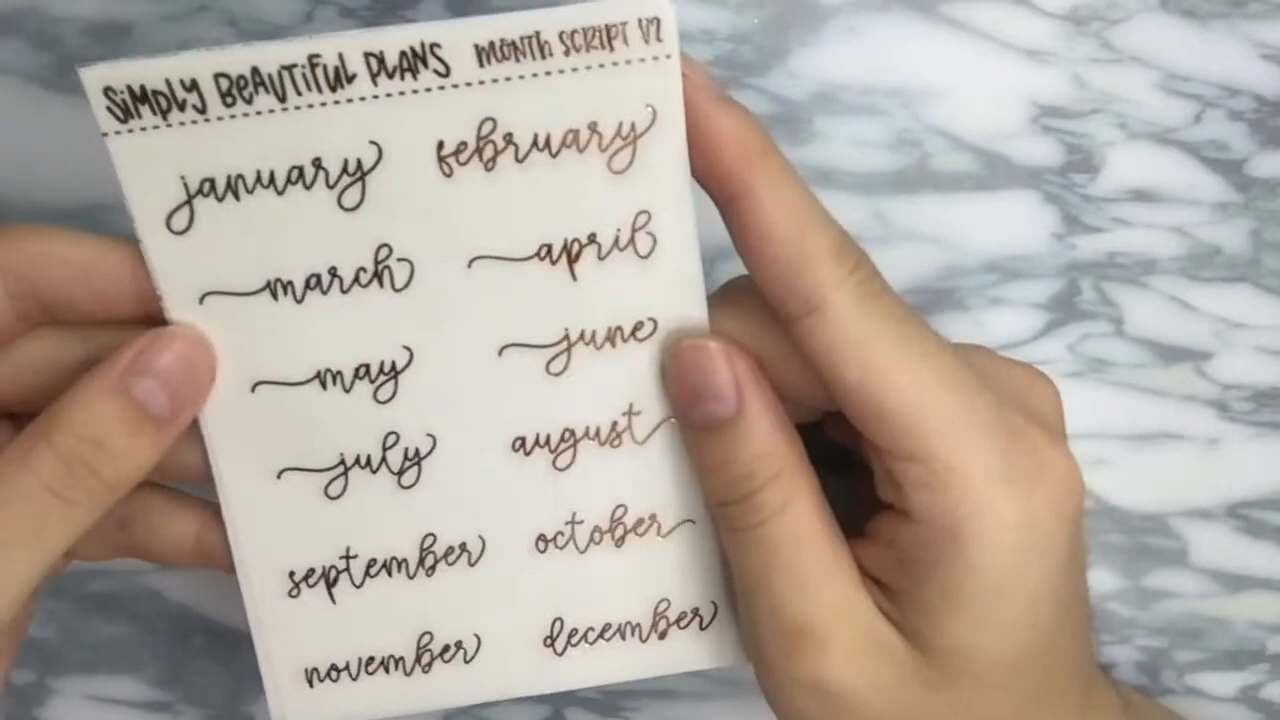 SiMPLY BEAUTiFUL PLANS MONTH SCRiPT V2
january february
march april
may june
july august
september october
november december